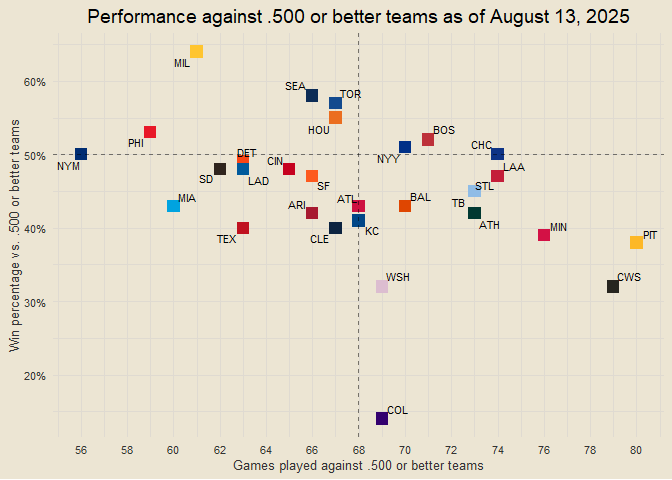 Performance against .500 or better teams as of August 13, 2025
Win percentage vs. .500 or better teams
60%
50%
40%
30%
20%
MIL
SEA
TOR
HOU
PHI
BOS
NYM
DET
NYY
CHC
SD
LAD
CIN
SF
LAA
STL
MIA
ARI
ATL
BAL
TB
ATH
TEX
CLE
KC
MIN
PIT
WSH
CWS
COL
56 58 60 62 64 66 68 70 72 74 76 78 80
Games played against .500 or better teams